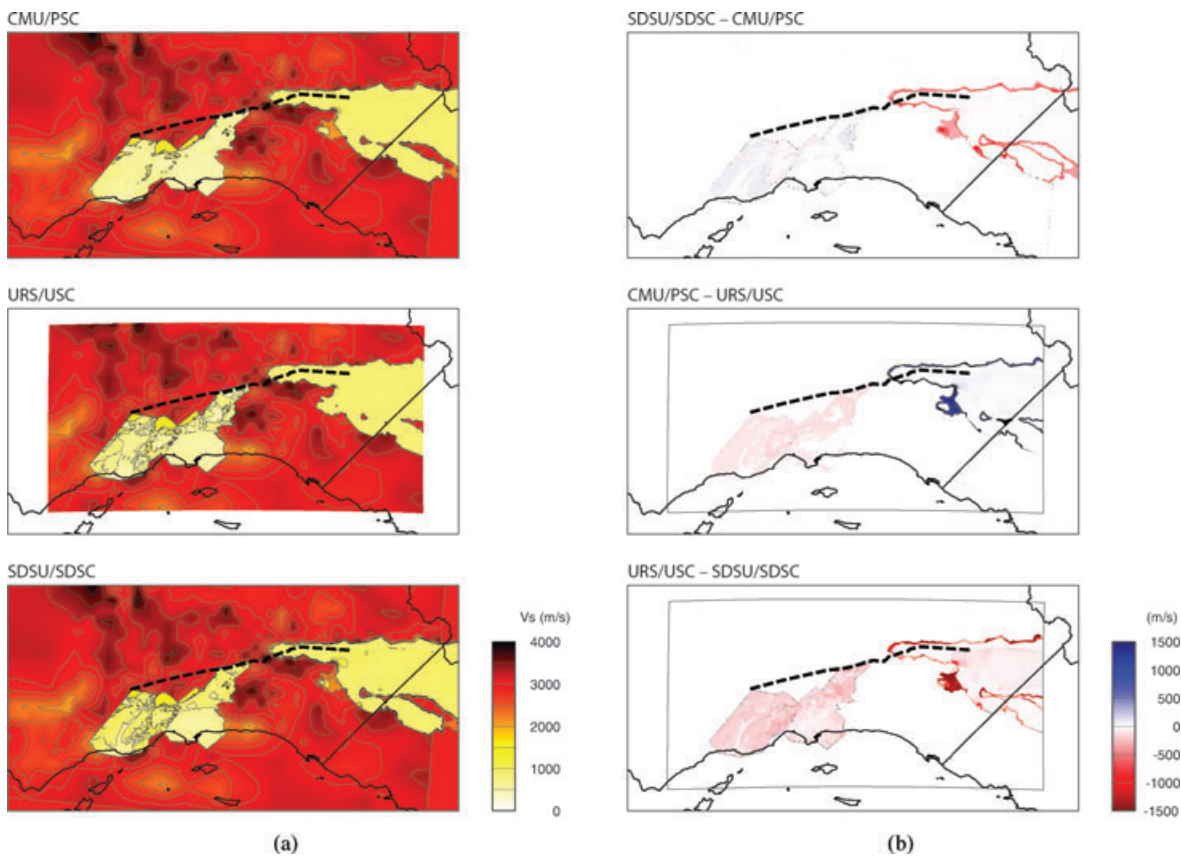 CMU/PSC
SDSU/SDSC – CMU/PSC
URS/USC
CMU/PSC – URS/USC
SDSU/SDSC
URS/USC – SDSU/SDSC
Vs (m/s)
4000
3000
2000
1000
0
(m/s)
1500
1000
500
0
-500
-1000
-1500
(a)
(b)